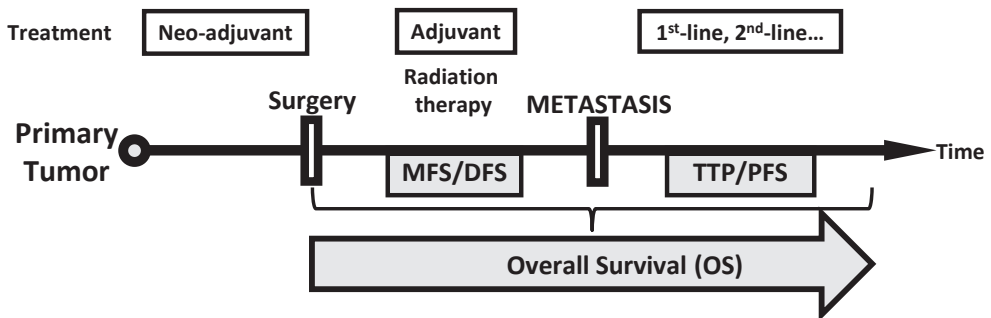 Treatment
Neo-adjuvant
Adjuvant
1st-line, 2nd-line…
Radiation
therapy
Surgery
METASTASIS
Primary
Tumor
Time
MFS/DFS
TTP/PFS
Overall Survival (OS)